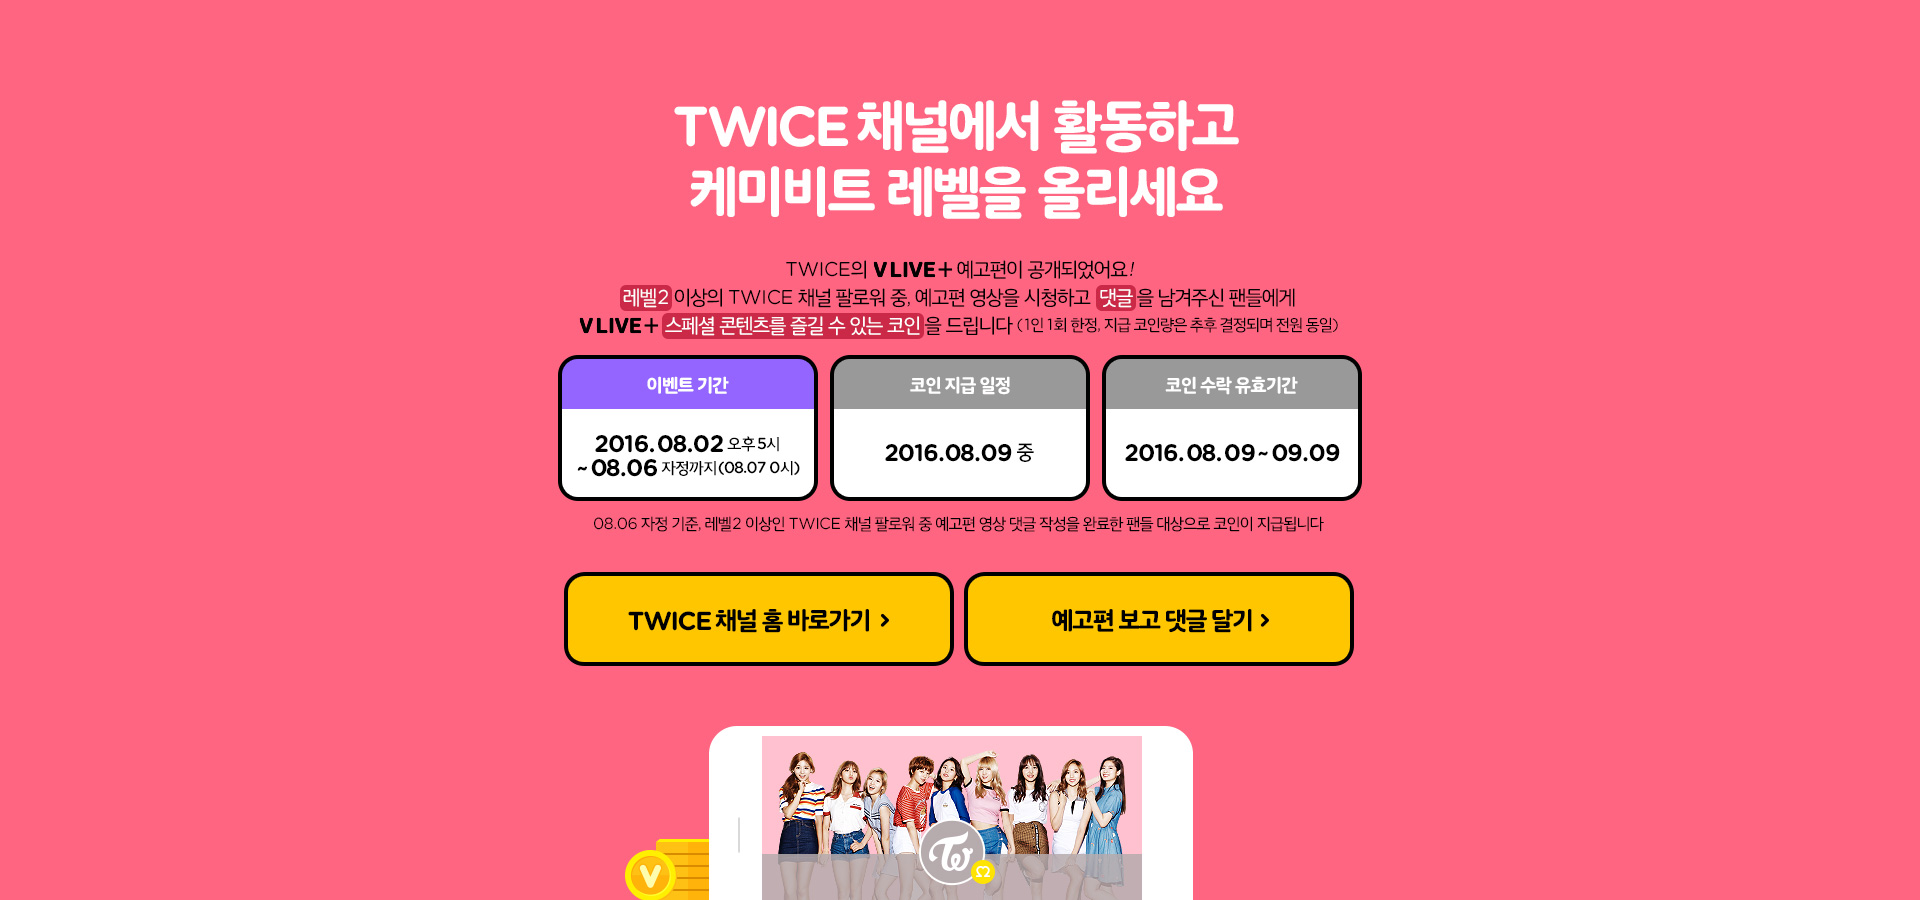 TWICE 채널에서 활동하고
케미비트 레벨을 올리세요
TWICE의 V LIVE+ 예고편이 공개되었어요!
레벨2 이상의 TWICE 채널 팔로워 중, 예고편 영상을 시청하고 댓글을 남겨주신 팬들에게
V LIVE+ 스페셜 콘텐츠를 즐길 수 있는 코인을 드립니다 (1인 1회 한정, 지급 코인량은 추후 결정되며 전원 동일)
이벤트 기간
2016.08.02 오후 5시
~08.06 자정까지(08.07 0시)
코인 지급 일정
2016.08.09 중
코인 수락 유효기간
2016.08.09~09.09
08.06 자정 기준, 레벨2 이상인 TWICE 채널 팔로워 중 예고편 영상 댓글 작성을 완료한 팬들 대상으로 코인이 지급됩니다
TWICE 채널 홈 바로가기 >
예고편 보고 댓글 달기 >
V